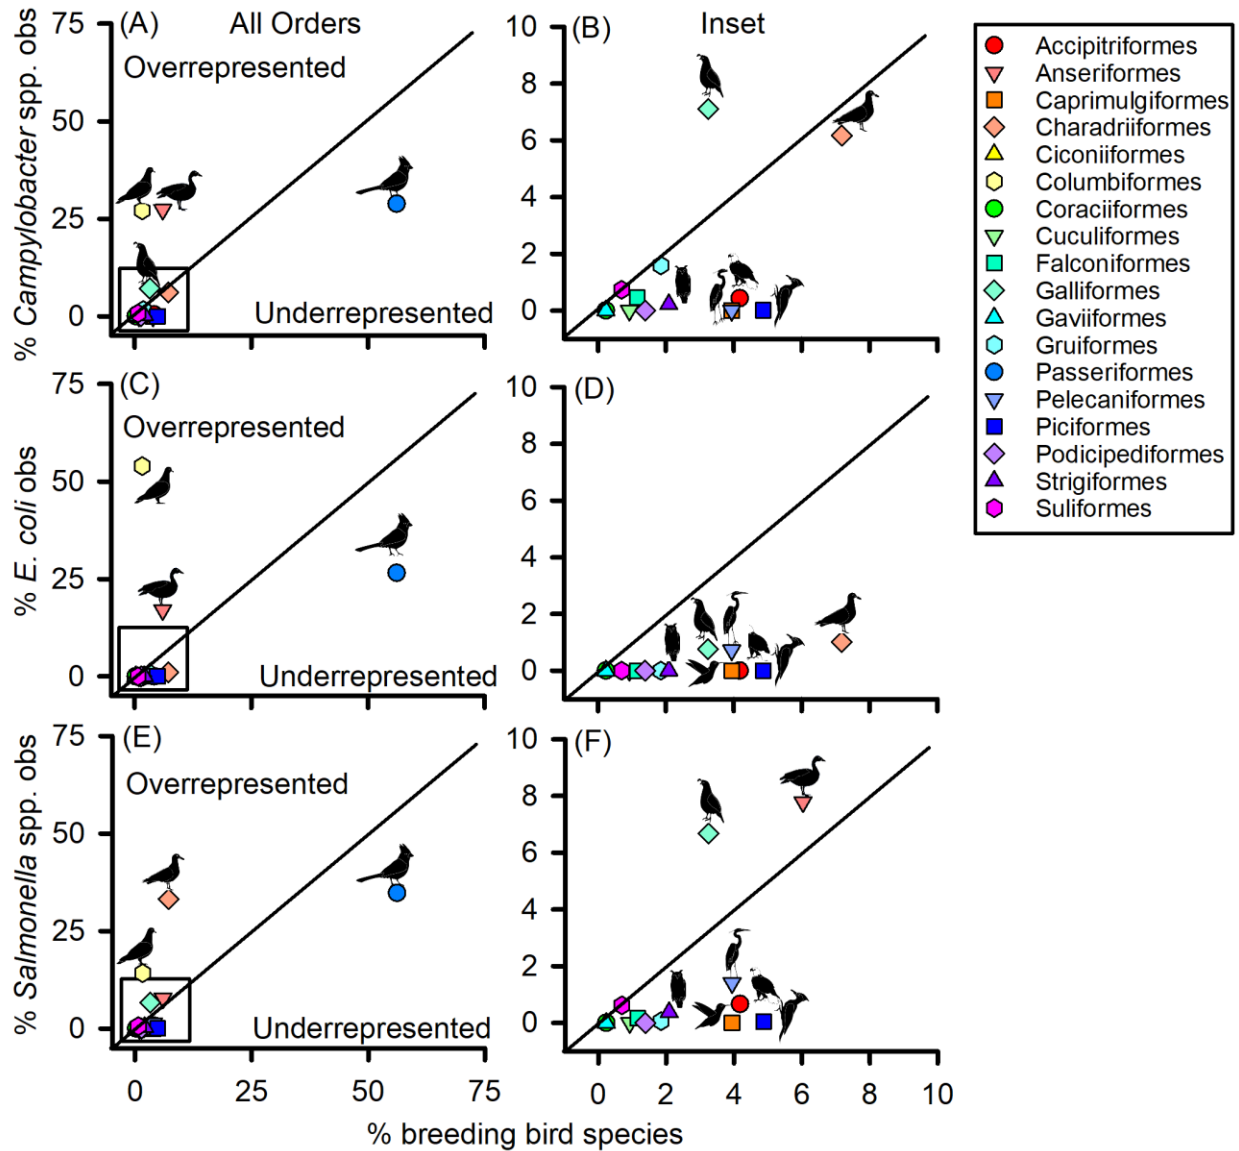 (A) All Orders
75
50
25
0
% Campylobacter spp. obs
Overrepresented
Underrepresented
0
25
50
75
(B) Inset
10
8
6
4
2
0
(C)
75
50
25
0
% E. coli obs
Overrepresented
Underrepresented
(D)
10
8
6
4
2
0
(E)
75
50
25
0
% Salmonella spp. obs
Overrepresented
Underrepresented
0 25 50 75
(F)
10
8
6
4
2
0
0 2 4 6 8 10
% breeding bird species
Accipitriformes
Anseriformes
Caprimulgiformes
Charadriiformes
Ciconiiformes
Columbiformes
Coraciiformes
Cuculiformes
Falconiformes
Galliformes
Gaviiformes
Gruiformes
Passeriformes
Pelecaniformes
Piciformes
Podicipediformes
Strigiformes
Suliformes